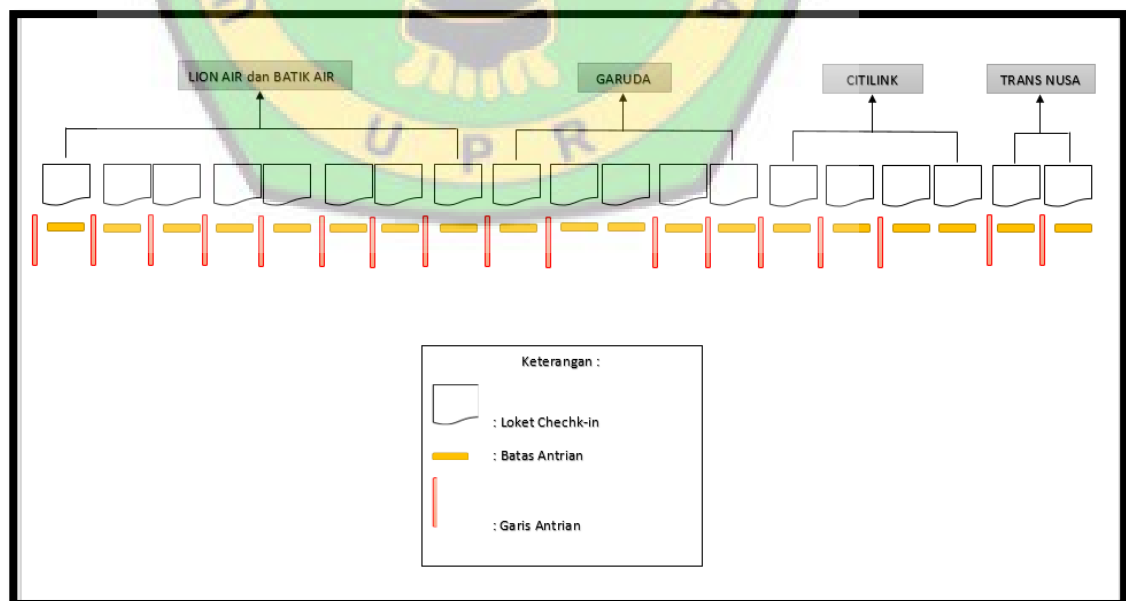 LION AIR dan BATIK AIR
GARUDA
CITILINK
TRANS NUSA
U P R
Keterangan :
: Loket Chechk-in
: Batas Antrian
: Garis Antrian